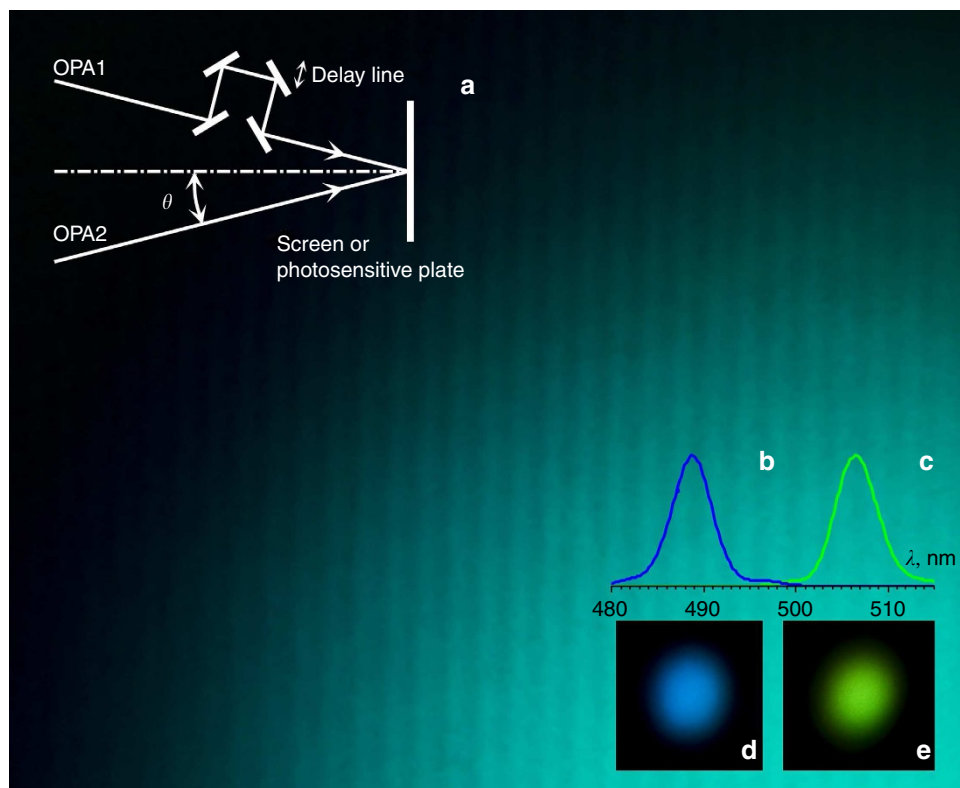 OPA1
Delay line
a
θ
OPA2
Screen or
photosensitive plate
b
c
λ, nm
480 490 500 510
d
e